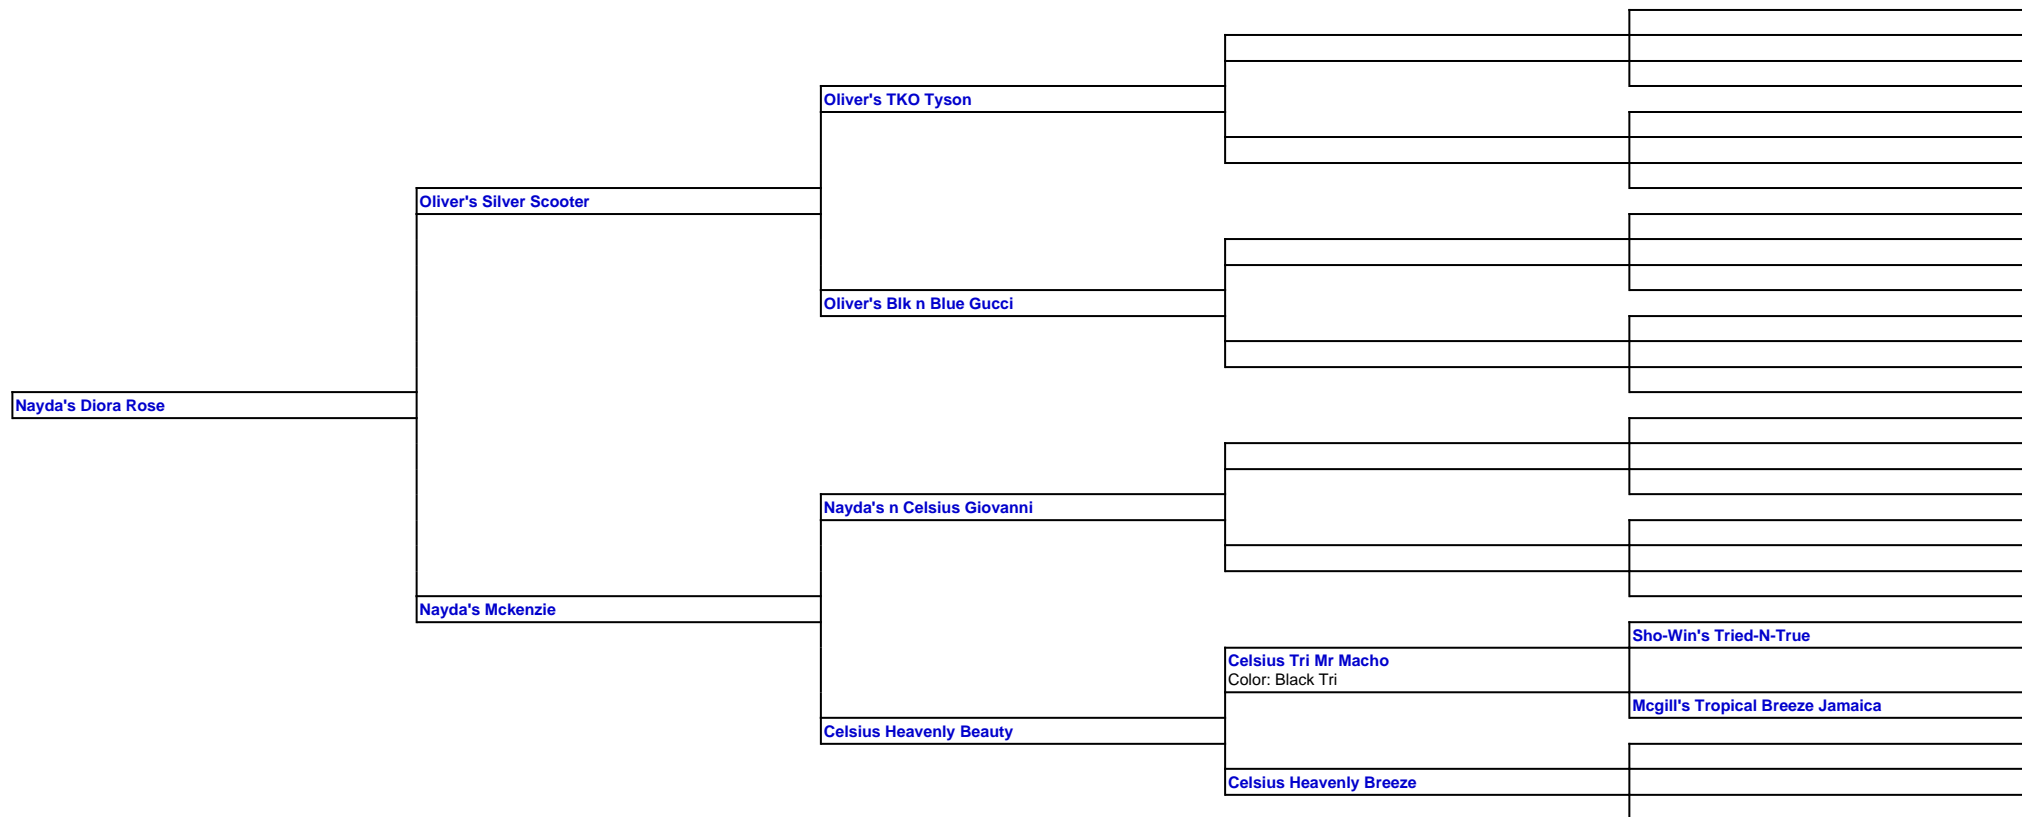 Oliver's TKO Tyson
Oliver's Silver Scooter
Oliver's Blk n Blue Gucci
Nayda's Diora Rose
Nayda's n Celsius Giovanni
Nayda's Mckenzie
Sho-Win's Tried-N-True
Celsius Tri Mr Macho
Color: Black Tri
Mcgill's Tropical Breeze Jamaica
Celsius Heavenly Beauty
Celsius Heavenly Breeze